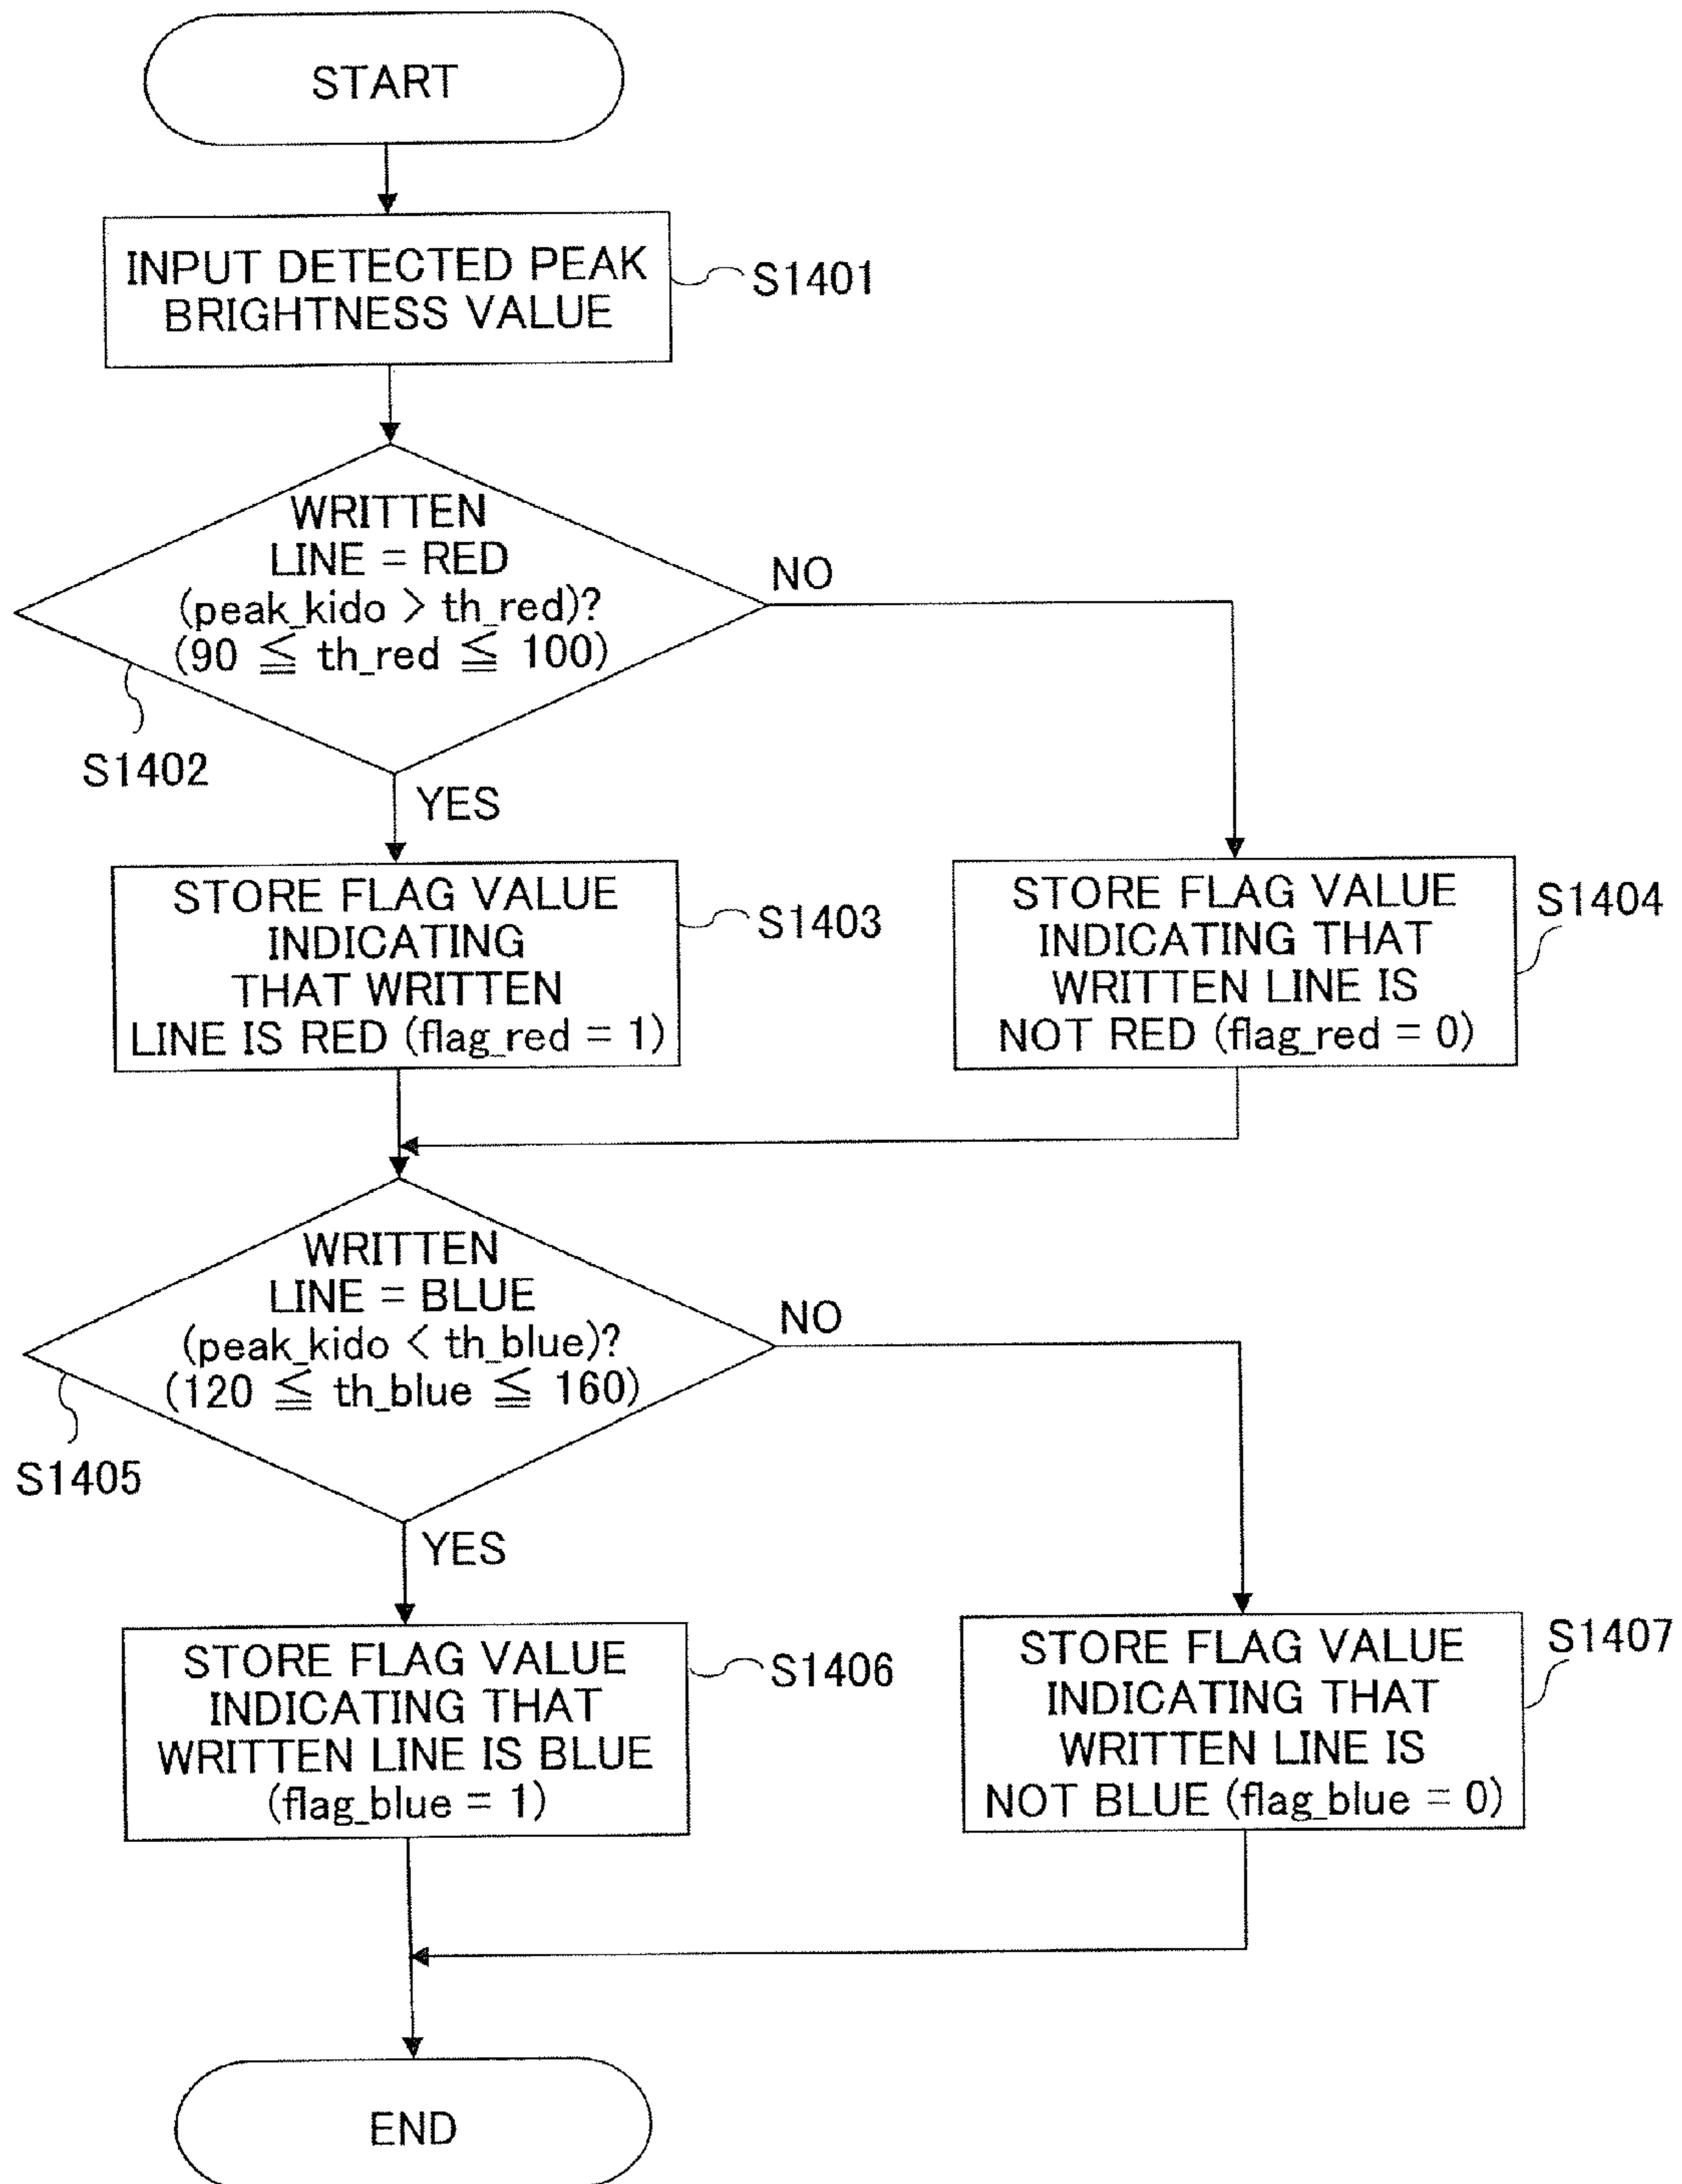 START
INPUT DETECTED PEAK
BRIGHTNESS VALUE
S1401
WRITTEN
LINE = RED
(peak_kido > th_red)?
(90 ≦ th_red ≦ 100)
NO
S1402
YES
STORE FLAG VALUE
INDICATING
THAT WRITTEN
LINE IS RED (flag_red = 1)
S1403
STORE FLAG VALUE
INDICATING THAT
WRITTEN LINE IS
NOT RED (flag_red = 0)
S1404
WRITTEN
LINE = BLUE
(peak_kido < th_blue)?
(120 ≦ th_blue ≦ 160)
NO
S1405
YES
STORE FLAG VALUE
INDICATING THAT
WRITTEN LINE IS BLUE
(flag_blue = 1)
S1406
STORE FLAG VALUE
INDICATING THAT
WRITTEN LINE IS
NOT BLUE (flag_blue = 0)
S1407
END